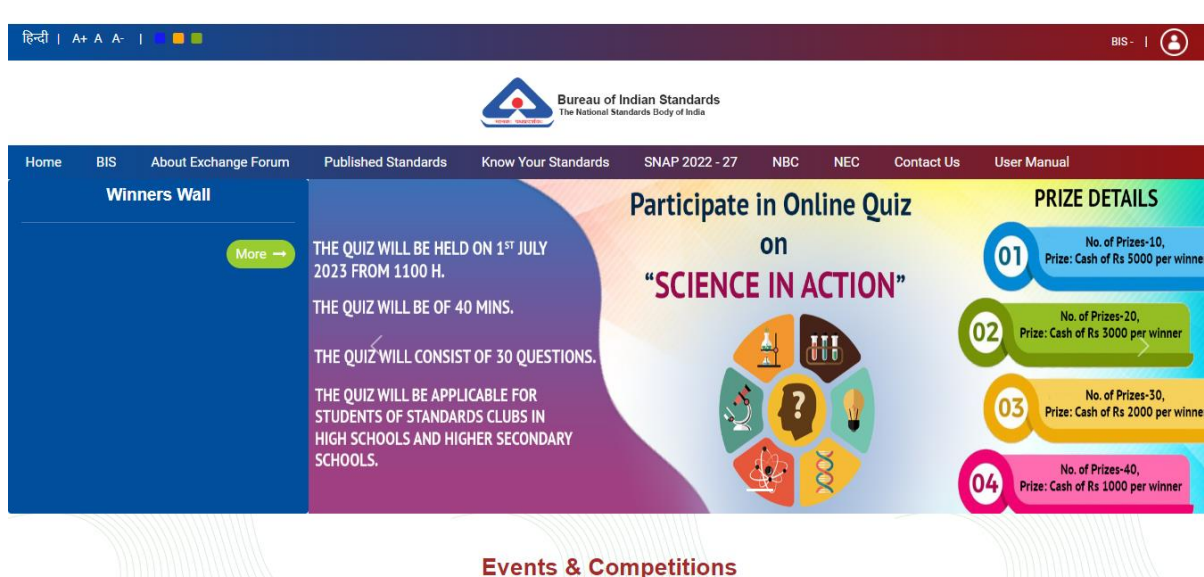 हिन्दी | A+ A A- |
BIS - |
Bureau of Indian Standards
The National Standards Body of India
Home BIS About Exchange Forum Published Standards Know Your Standards SNAP 2022 - 27 NBC NEC Contact Us User Manual
Winners Wall
More →
THE QUIZ WILL BE HELD ON 1ST JULY
2023 FROM 1100 H.
THE QUIZ WILL BE OF 40 MINS.
THE QUIZ WILL CONSIST OF 30 QUESTIONS.
THE QUIZ WILL BE APPLICABLE FOR
STUDENTS OF STANDARDS CLUBS IN
HIGH SCHOOLS AND HIGHER SECONDARY
SCHOOLS.
Participate in Online Quiz
on
“SCIENCE IN ACTION”
?
PRIZE DETAILS
01
No. of Prizes-10,
Prize: Cash of Rs 5000 per winne
02
No. of Prizes-20,
Prize: Cash of Rs 3000 per winner
03
No. of Prizes-30,
Prize: Cash of Rs 2000 per winne
04
No. of Prizes-40,
Prize: Cash of Rs 1000 per winner
Events & Competitions